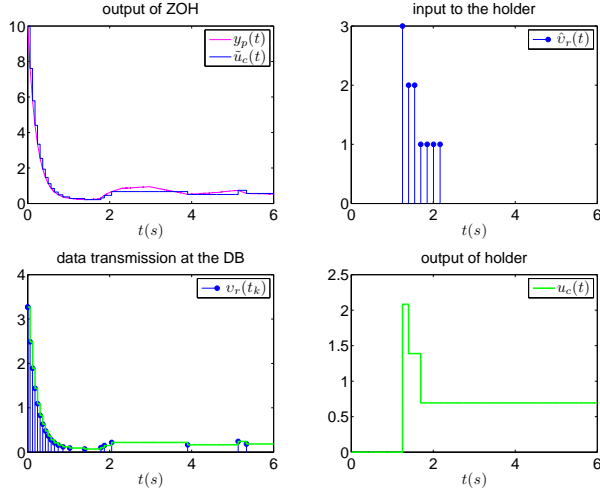 output of ZOH
10
8
6
4
2
0
0 2 4 6
t(s)
y_p(t)
ũ_c(t)
input to the holder
3
2
1
0
0 2 4 6
t(s)
υ̂_r(t)
data transmission at the DB
4
3
2
1
0
0 2 4 6
t(s)
υ_r(t_k)
output of holder
2.5
2
1.5
1
0.5
0
0 2 4 6
t(s)
u_c(t)